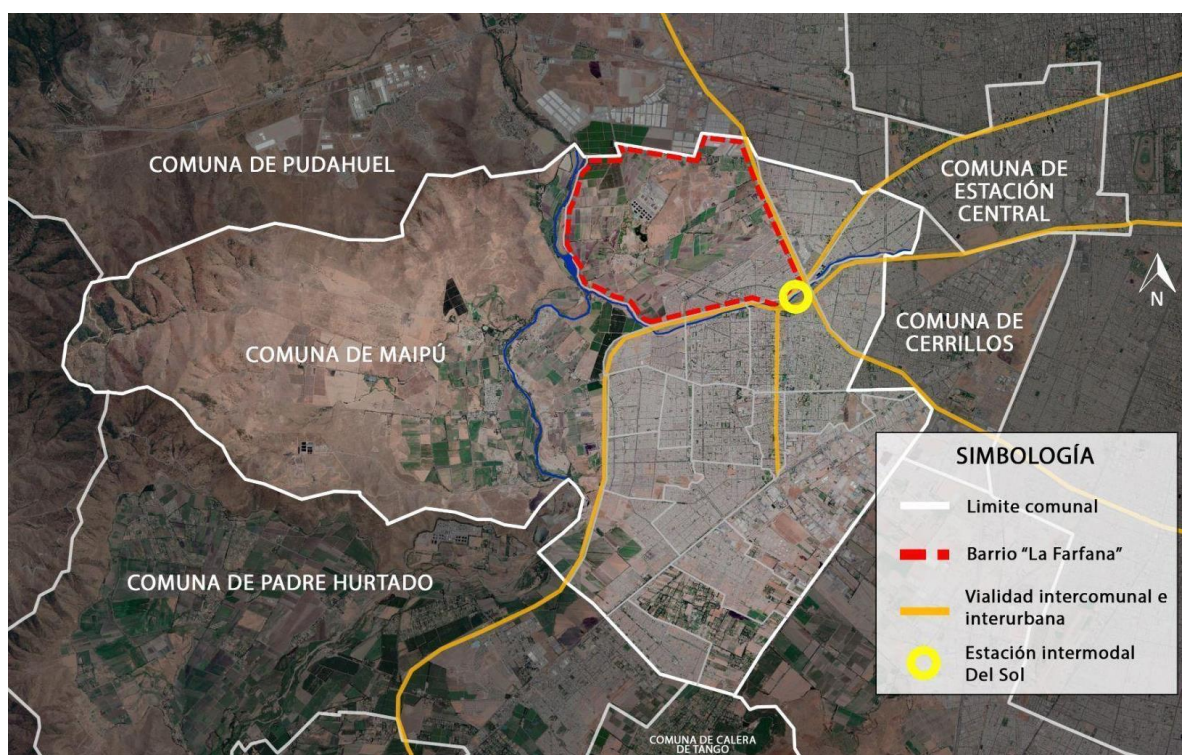 COMUNA DE PUDAHUEL
COMUNA DE
ESTACIÓN
CENTRAL
N
COMUNA DE
CERRILLOS
COMUNA DE MAIPÚ
COMUNA DE PADRE HURTADO
COMUNA DE CALERA
DE TANGO
SIMBOLOGÍA
Limite comunal
Barrio “La Farfana”
Vialidad intercomunal e
interurbana
Estación intermodal
Del Sol